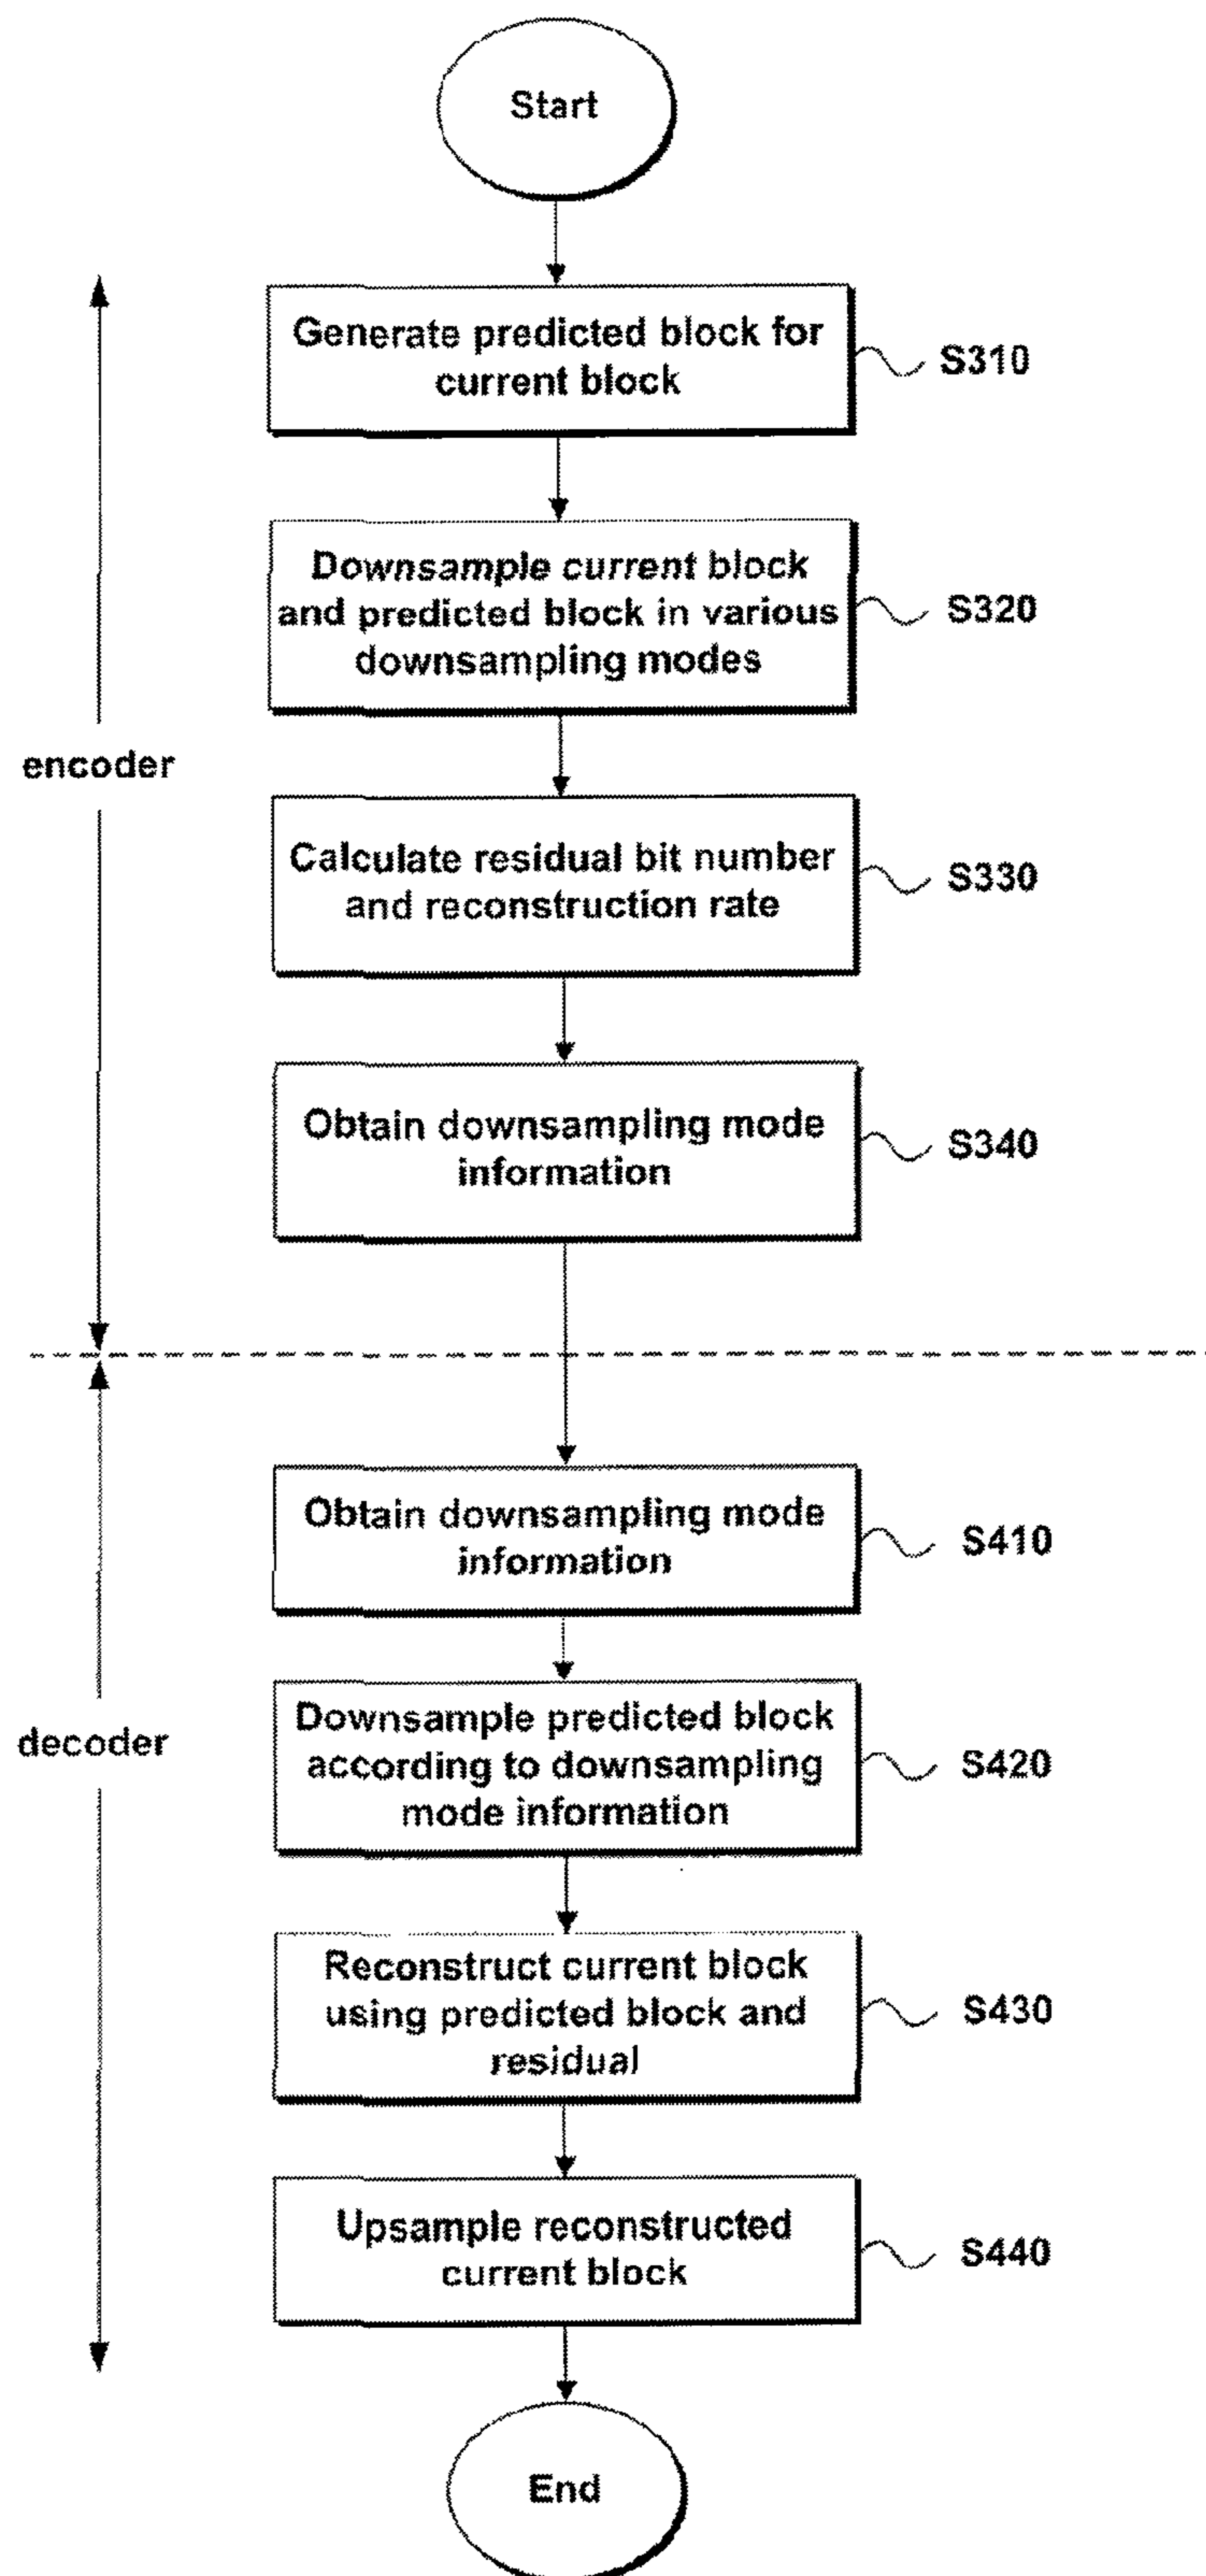 Start
Generate predicted block for
current block
S310
Downsample current block
and predicted block in various
downsampling modes
S320
encoder
Calculate residual bit number
and reconstruction rate
S330
Obtain downsampling mode
information
S340
Obtain downsampling mode
information
S410
decoder
Downsample predicted block
according to downsampling
mode information
S420
Reconstruct current block
using predicted block and
residual
S430
Upsample reconstructed
current block
S440
End